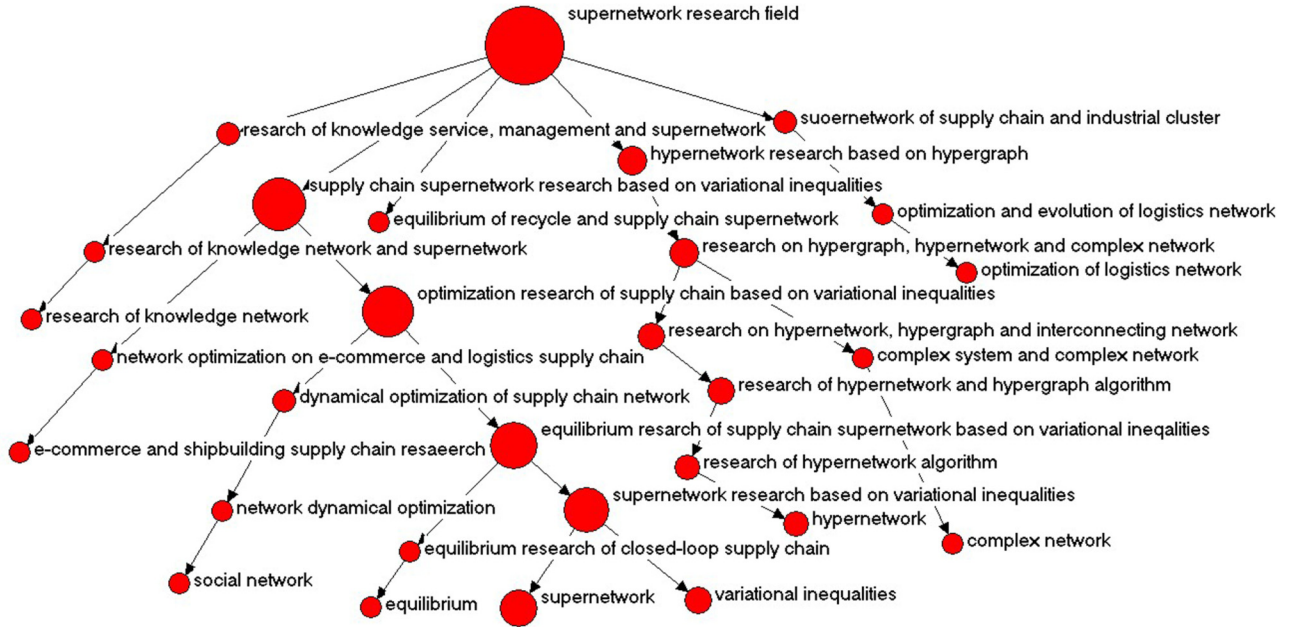 supernetwork research field
suoernetwork of supply chain and industrial cluster
resarch of knowledge service, management and supernetwork
hypernetwork research based on hypergraph
supply chain supernetwork research based on variational inequalities
optimization and evolution of logistics network
equilibrium of recycle and supply chain supernetwork
research on hypergraph, hypernetwork and complex network
research of knowledge network and supernetwork
optimization of logistics network
optimization research of supply chain based on variational inequalities
research of knowledge network
research on hypernetwork, hypergraph and interconnecting network
complex system and complex network
network optimization on e-commerce and logistics supply chain
research of hypernetwork and hypergraph algorithm
dynamical optimization of supply chain network
equilibrium resarch of supply chain supernetwork based on variational ineqalities
e-commerce and shipbuilding supply chain resaeerch
research of hypernetwork algorithm
supernetwork research based on variational inequalities
network dynamical optimization
hypernetwork
complex network
equilibrium research of closed-loop supply chain
social network
variational inequalities
supernetwork
equilibrium